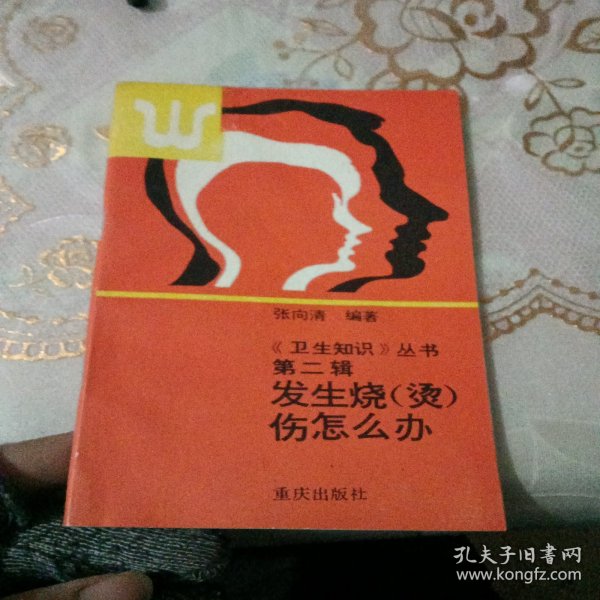 张向清 编著
《卫生知识》丛书
第二辑
发生烧(烫)
伤怎么办
重庆出版社
孔夫子旧书网
www.kongfz.com